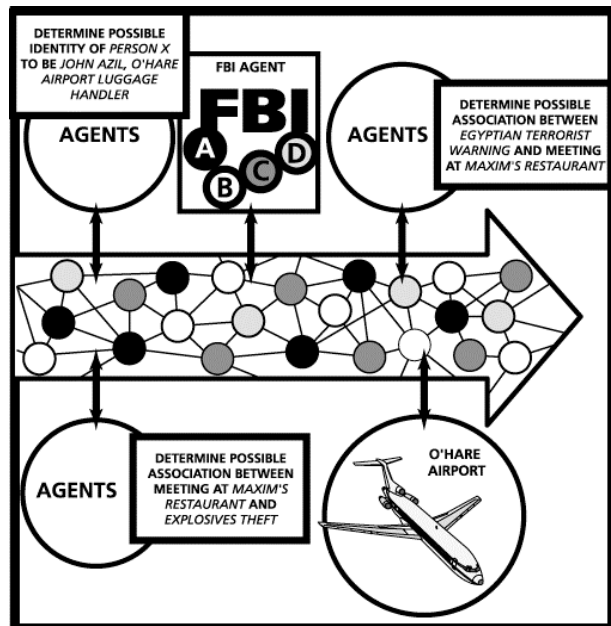 DETERMINE POSSIBLE
IDENTITY OF PERSON X
TO BE JOHN AZIL, O'HARE
AIRPORT LUGGAGE
HANDLER
AGENTS
FBI AGENT
FBI
A
B
C
D
AGENTS
DETERMINE POSSIBLE
ASSOCIATION BETWEEN
EGYPTIAN TERRORIST
WARNING AND MEETING
AT MAXIM'S RESTAURANT
AGENTS
DETERMINE POSSIBLE
ASSOCIATION BETWEEN
MEETING AT MAXIM'S
RESTAURANT AND
EXPLOSIVES THEFT
O'HARE
AIRPORT